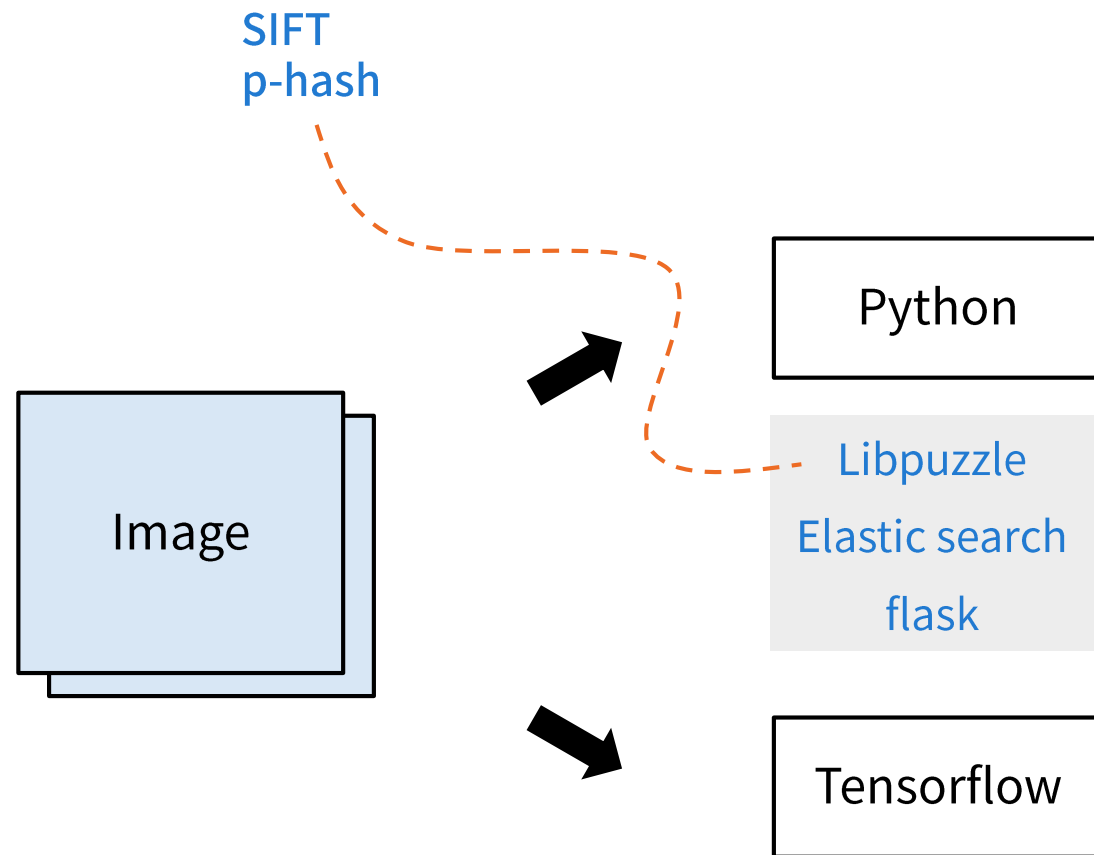 SIFT
p-hash
Python
Libpuzzle
Elastic search
flask
Image
Tensorflow